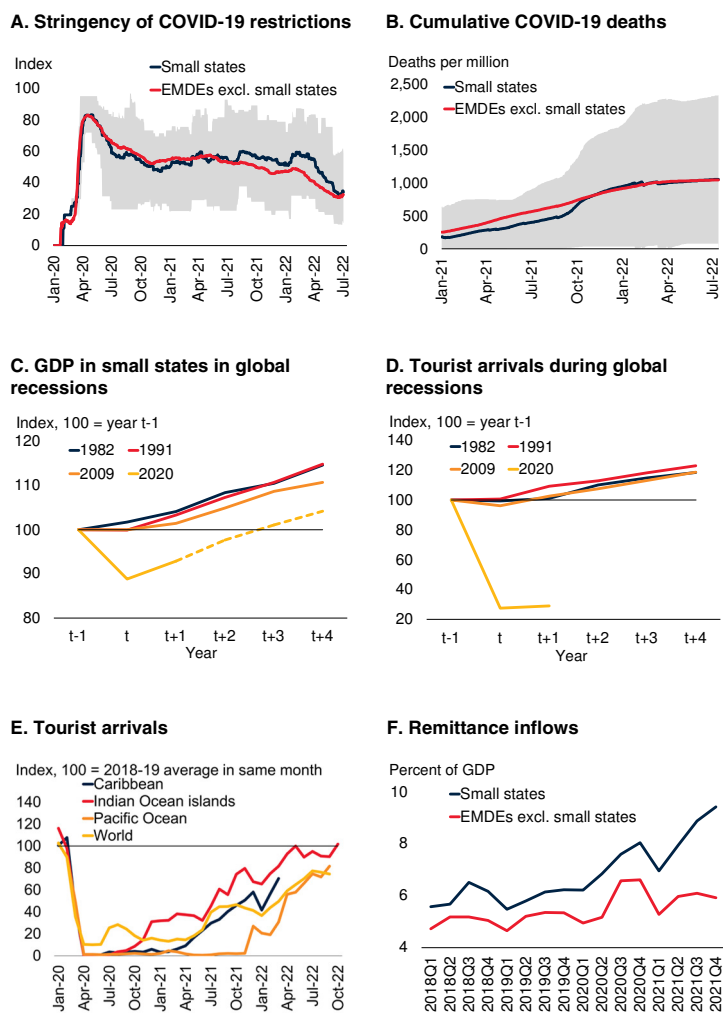 A. Stringency of COVID-19 restrictions
Index
Small states
EMDEs excl. small states
100
80
60
40
20
0
Jan-20
Apr-20
Jul-20
Oct-20
Jan-21
Apr-21
Jul-21
Oct-21
Jan-22
Apr-22
Jul-22
B. Cumulative COVID-19 deaths
Deaths per million
Small states
EMDEs excl. small states
2,500
2,000
1,500
1,000
500
0
Jan-21
Apr-21
Jul-21
Oct-21
Jan-22
Apr-22
Jul-22
C. GDP in small states in global
recessions
Index, 100 = year t-1
1982
1991
2009
2020
120
110
100
90
80
t-1
t
t+1
t+2
t+3
t+4
Year
D. Tourist arrivals during global
recessions
Index, 100 = year t-1
1982
1991
2009
2020
140
120
100
80
60
40
20
t-1
t
t+1
t+2
t+3
t+4
Year
E. Tourist arrivals
Index, 100 = 2018-19 average in same month
Caribbean
Indian Ocean islands
Pacific Ocean
World
140
120
100
80
60
40
20
0
Jan-20
Apr-20
Jul-20
Oct-20
Jan-21
Apr-21
Jul-21
Oct-21
Jan-22
Apr-22
Jul-22
Oct-22
F. Remittance inflows
Percent of GDP
Small states
EMDEs excl. small states
10
8
6
4
2018Q1
2018Q2
2018Q3
2018Q4
2019Q1
2019Q2
2019Q3
2019Q4
2020Q1
2020Q2
2020Q3
2020Q4
2021Q1
2021Q2
2021Q3
2021Q4